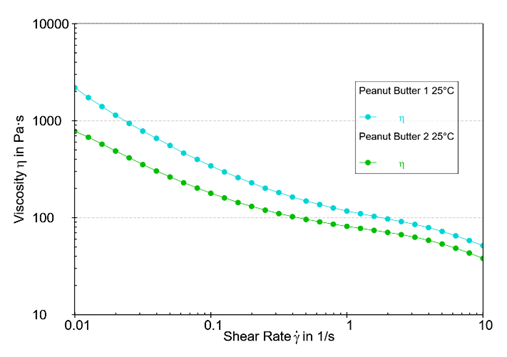 10000
1000
100
10
Viscosity η in Pa·s
Peanut Butter 1 25°C
η
Peanut Butter 2 25°C
η
0.01
0.1
1
10
Shear Rate γ̇ in 1/s